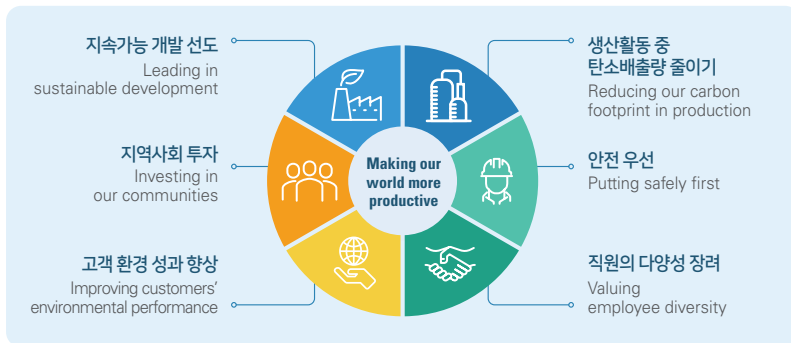 지속가능 개발 선도
Leading in
sustainable development
지역사회 투자
Investing in
our communities
고객 환경 성과 향상
Improving customers’
environmental performance
Making our
world more
productive
생산활동 중
탄소배출량 줄이기
Reducing our carbon
footprint in production
안전 우선
Putting safely first
직원의 다양성 장려
Valuing
employee diversity